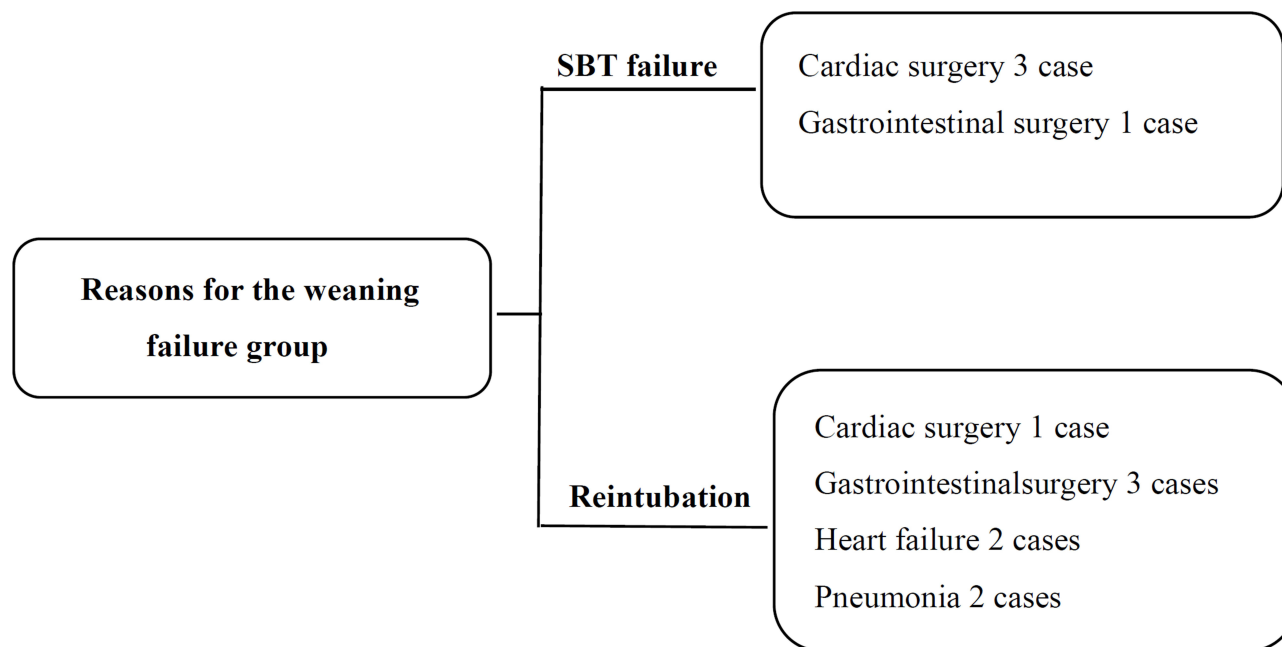 SBT failure
Cardiac surgery 3 case
Gastrointestinal surgery 1 case
Reasons for the weaning
failure group
Reintubation
Cardiac surgery 1 case
Gastrointestinalsurgery 3 cases
Heart failure 2 cases
Pneumonia 2 cases